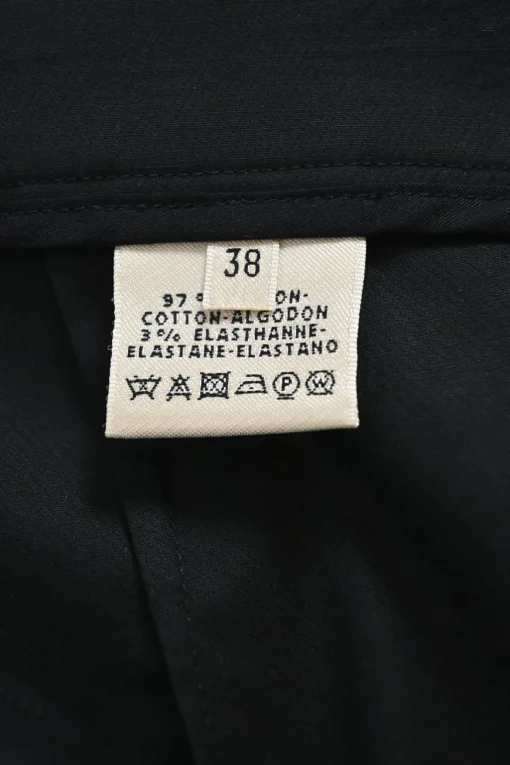 38
97 % ON-
COTTON-ALGODON
3% ELASTHANNE-
ELASTANE-ELASTANO
P
W